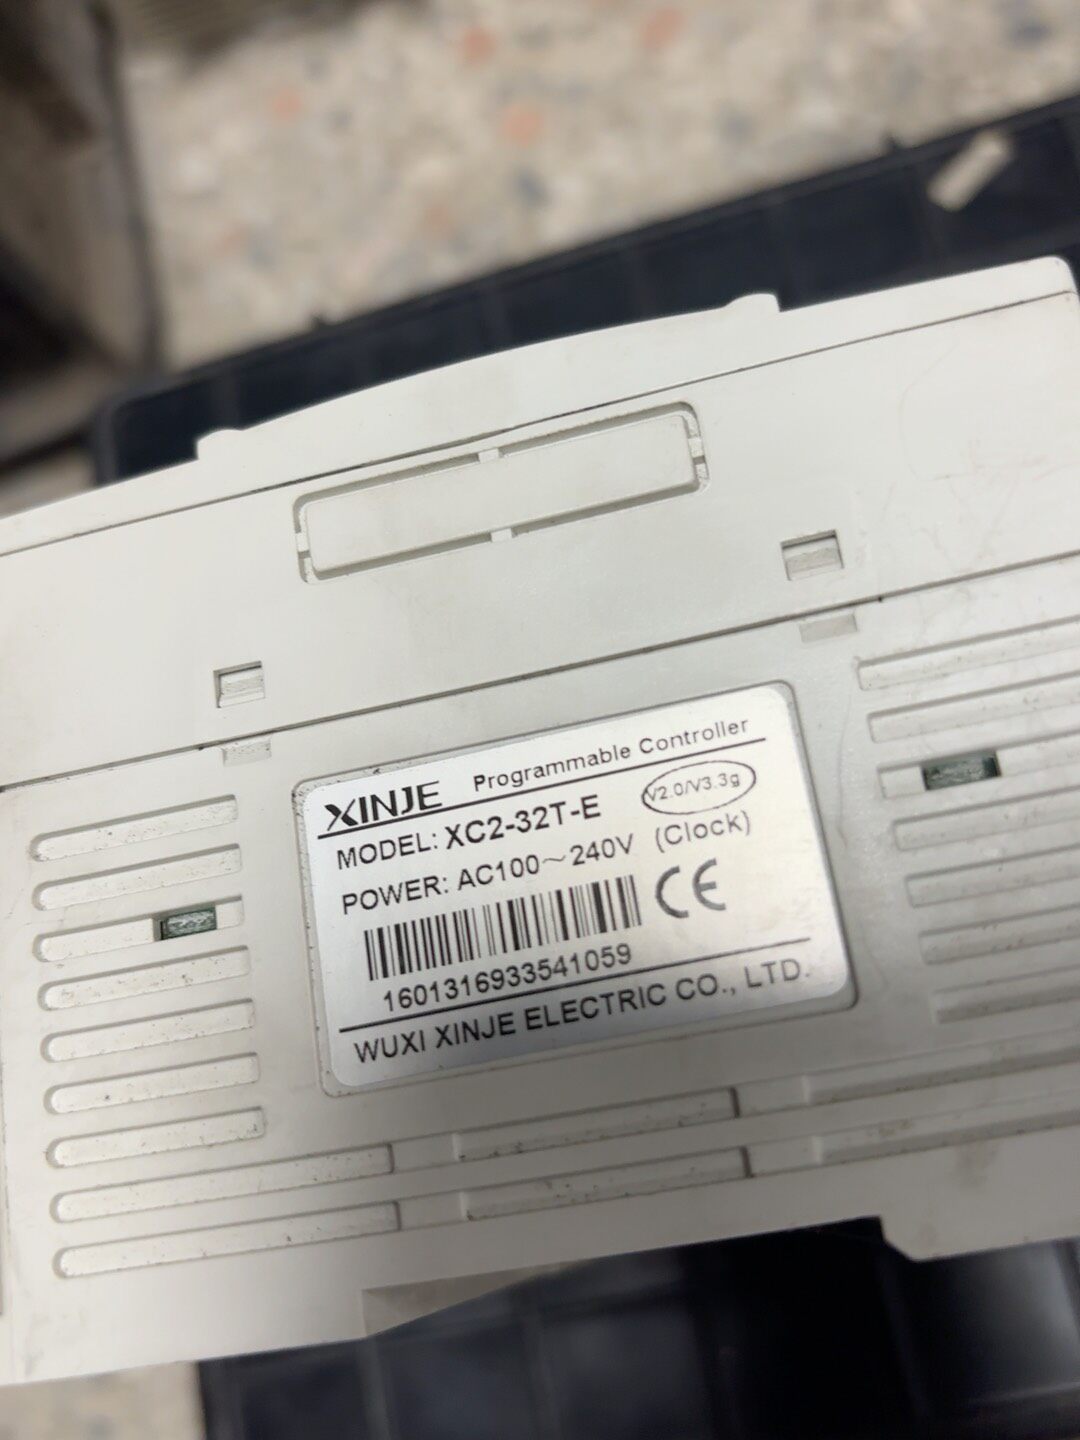 XINJE Programmable Controller
MODEL: XC2-32T-E V2.0/V3.3g
POWER: AC100～240V (Clock)
CE
1601316933541059
WUXI XINJE ELECTRIC CO., LTD.